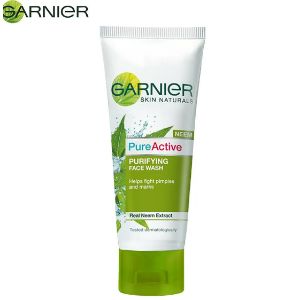 GARNIER
GARNIER
SKIN NATURALS
NEEM
PureActive
PURIFYING
FACE WASH
Helps fight pimples
and marks
Real Neem Extract
Tested dermatologically